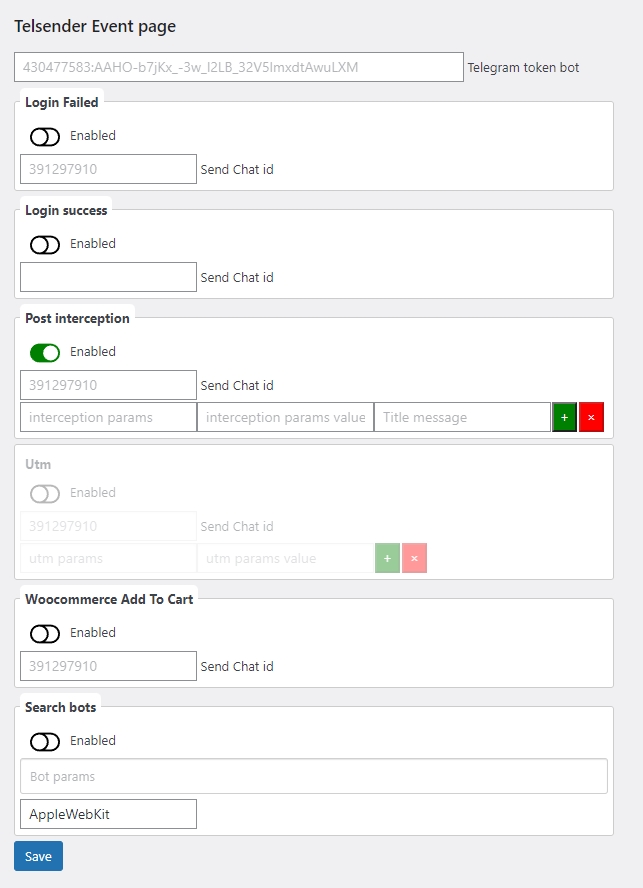 Telsender Event page
430477583:AAHO-b7jKx_-3w_I2LB_32V5ImxdtAwuLXM Telegram token bot
Login Failed
Enabled
391297910 Send Chat id
Login success
Enabled
Send Chat id
Post interception
Enabled
391297910 Send Chat id
interception params interception params value Title message + ×
Utm
Enabled
391297910 Send Chat id
utm params utm params value + ×
Woocommerce Add To Cart
Enabled
391297910 Send Chat id
Search bots
Enabled
Bot params
AppleWebKit
Save